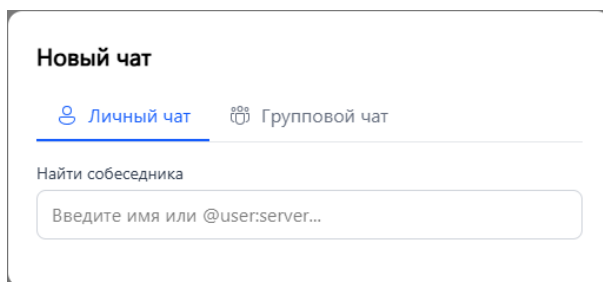 Новый чат
Личный чат Групповой чат
Найти собеседника
Введите имя или @user:server...